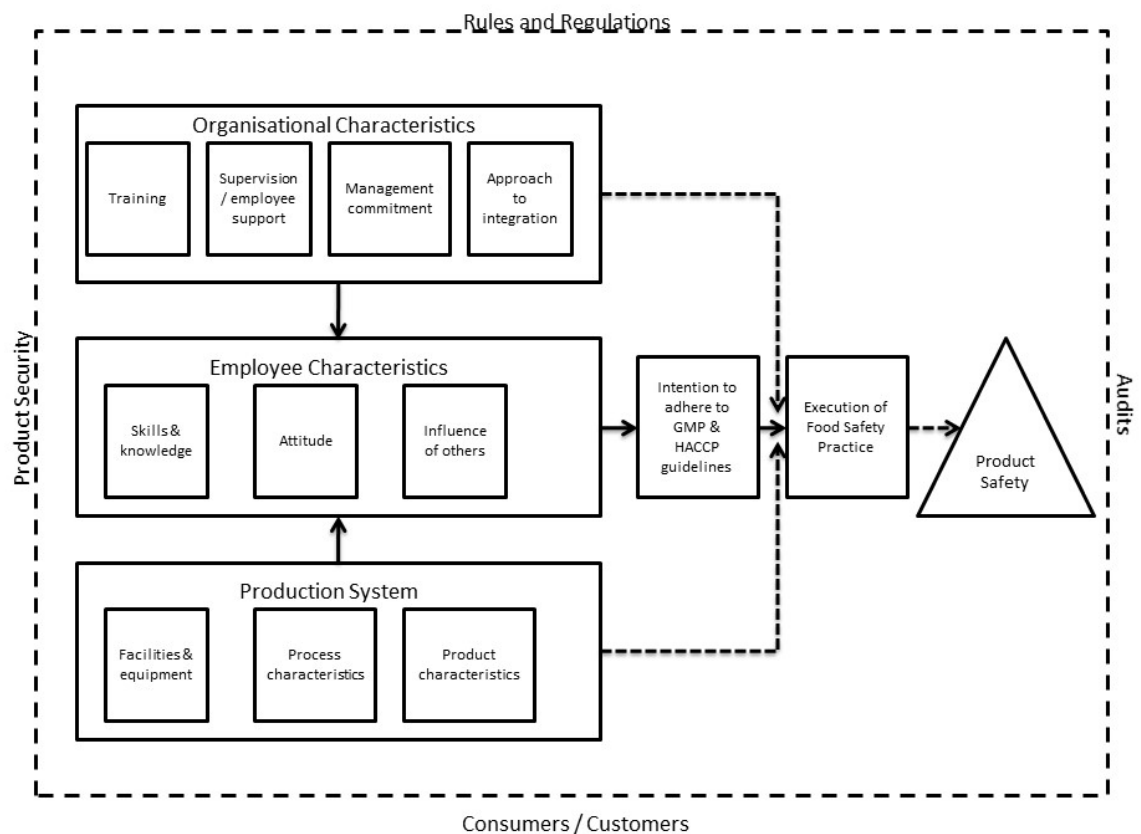 Rules and Regulations
Organisational Characteristics
Training
Supervision
/ employee
support
Management
commitment
Approach
to
integration
Product Security
Employee Characteristics
Skills &
knowledge
Attitude
Influence
of others
Intention to
adhere to
GMP &
HACCP
guidelines
Execution of
Food Safety
Practice
Product
Safety
Audits
Production System
Facilities &
equipment
Process
characteristics
Product
characteristics
Consumers / Customers